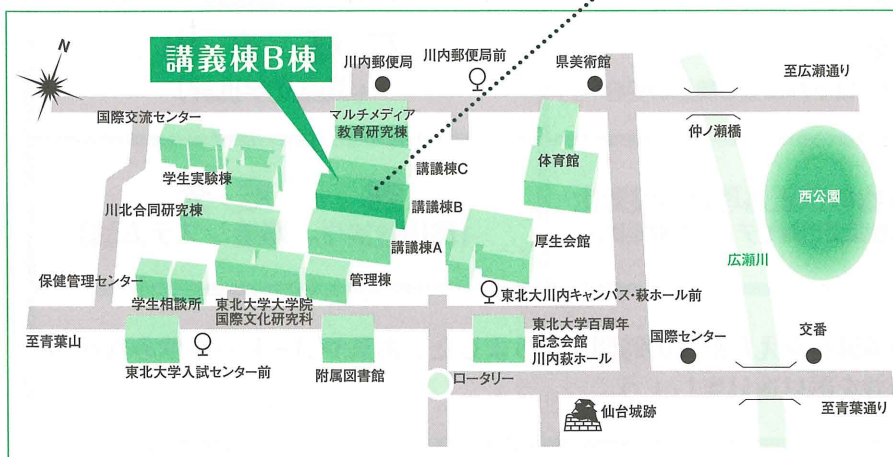 N
講義棟B棟
川内郵便局
川内郵便局前
県美術館
至広瀬通り
国際交流センター
マルチメディア
教育研究棟
仲ノ瀬橋
学生実験棟
講議棟C
体育館
川北合同研究棟
講議棟B
西公園
講議棟A
厚生会館
広瀬川
保健管理センター
管理棟
学生相談所
東北大学大学院
国際文化研究科
東北大川内キャンパス・萩ホール前
至青葉山
東北大学百周年
記念会館
川内萩ホール
国際センター
交番
東北大学入試センター前
附属図書館
ロータリー
至青葉通り
仙台城跡